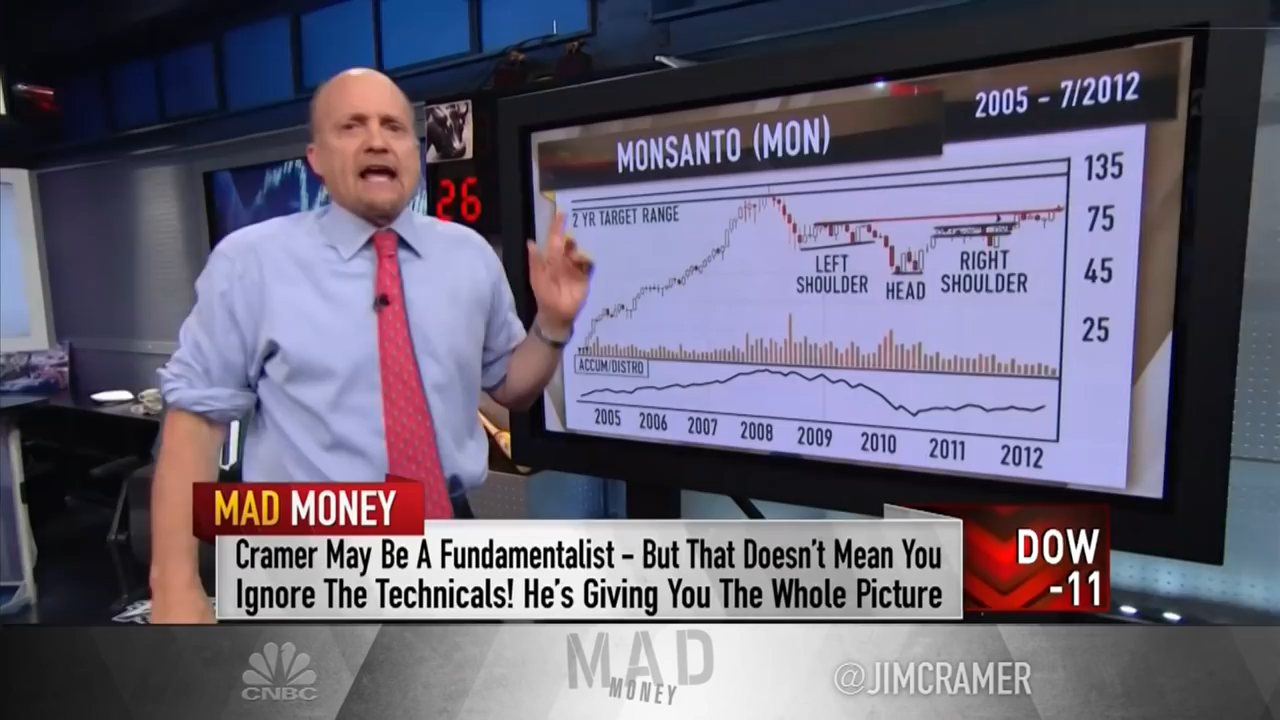 2005 - 7/2012
MONSANTO (MON)
135
2 YR TARGET RANGE
75
LEFT
SHOULDER
HEAD
RIGHT
SHOULDER
45
25
ACCUM/DISTRO
2005 2006 2007 2008 2009 2010 2011 2012
26
MAD MONEY
Cramer May Be A Fundamentalist – But That Doesn't Mean You
Ignore The Technicals! He's Giving You The Whole Picture
DOW
-11
CNBC
MAD
MONEY
@JIMCRAMER